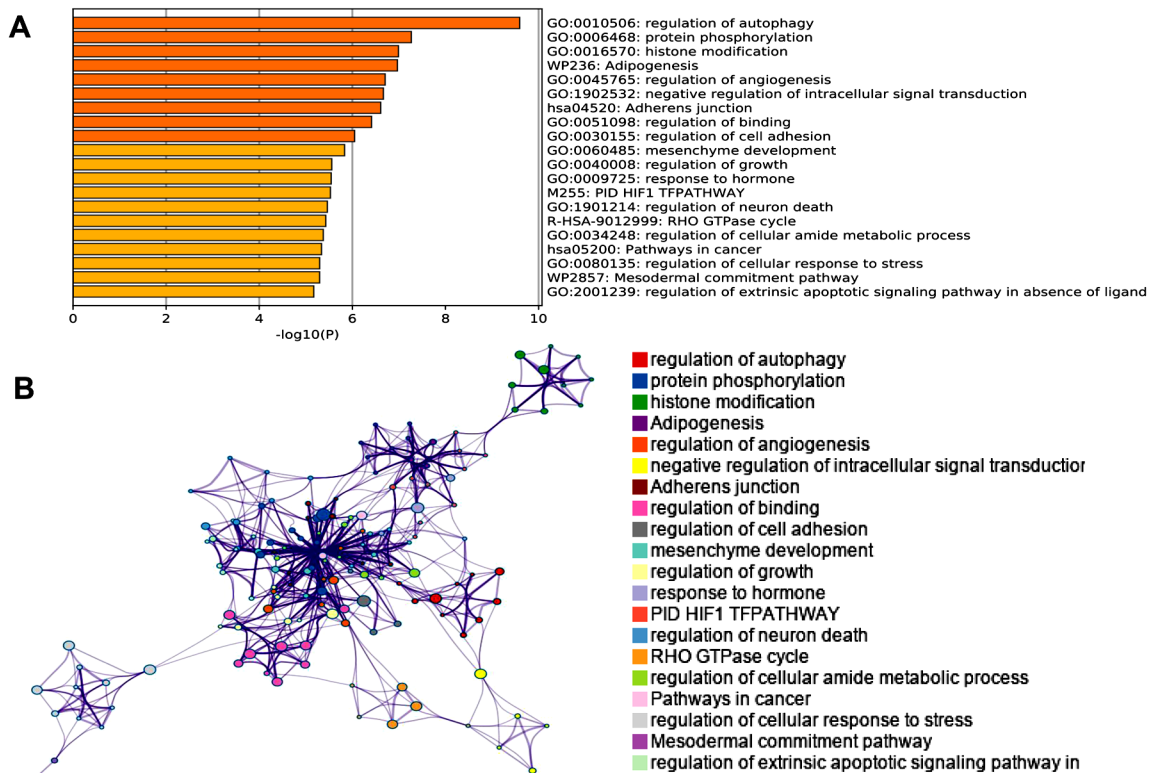 A
GO:0010506: regulation of autophagy
GO:0006468: protein phosphorylation
GO:0016570: histone modification
WP236: Adipogenesis
GO:0045765: regulation of angiogenesis
GO:1902532: negative regulation of intracellular signal transduction
hsa04520: Adherens junction
GO:0051098: regulation of binding
GO:0030155: regulation of cell adhesion
GO:0060485: mesenchyme development
GO:0040008: regulation of growth
GO:0009725: response to hormone
M255: PID HIF1 TFPATHWAY
GO:1901214: regulation of neuron death
R-HSA-9012999: RHO GTPase cycle
GO:0034248: regulation of cellular amide metabolic process
hsa05200: Pathways in cancer
GO:0080135: regulation of cellular response to stress
WP2857: Mesodermal commitment pathway
GO:2001239: regulation of extrinsic apoptotic signaling pathway in absence of ligand
0 2 4 6 8 10
-log10(P)
B
regulation of autophagy
protein phosphorylation
histone modification
Adipogenesis
regulation of angiogenesis
negative regulation of intracellular signal transduction
Adherens junction
regulation of binding
regulation of cell adhesion
mesenchyme development
regulation of growth
response to hormone
PID HIF1 TFPATHWAY
regulation of neuron death
RHO GTPase cycle
regulation of cellular amide metabolic process
Pathways in cancer
regulation of cellular response to stress
Mesodermal commitment pathway
regulation of extrinsic apoptotic signaling pathway in